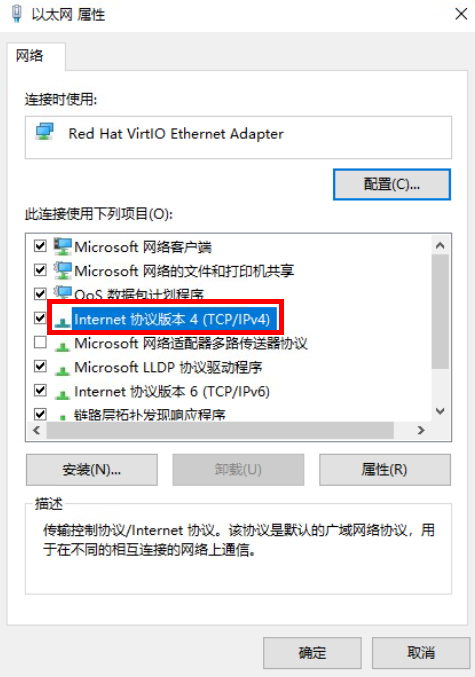 以太网 属性
网络
连接时使用:
Red Hat VirtIO Ethernet Adapter
配置(C)...
此连接使用下列项目(O):
Microsoft 网络客户端
Microsoft 网络的文件和打印机共享
QoS 数据包计划程序
Internet 协议版本 4 (TCP/IPv4)
Microsoft 网络适配器多路传送器协议
Microsoft LLDP 协议驱动程序
Internet 协议版本 6 (TCP/IPv6)
链路层拓扑发现响应程序
安装(N)...
卸载(U)
属性(R)
描述
传输控制协议/Internet 协议。该协议是默认的广域网络协议，用
于在不同的相互连接的网络上通信。
确定
取消